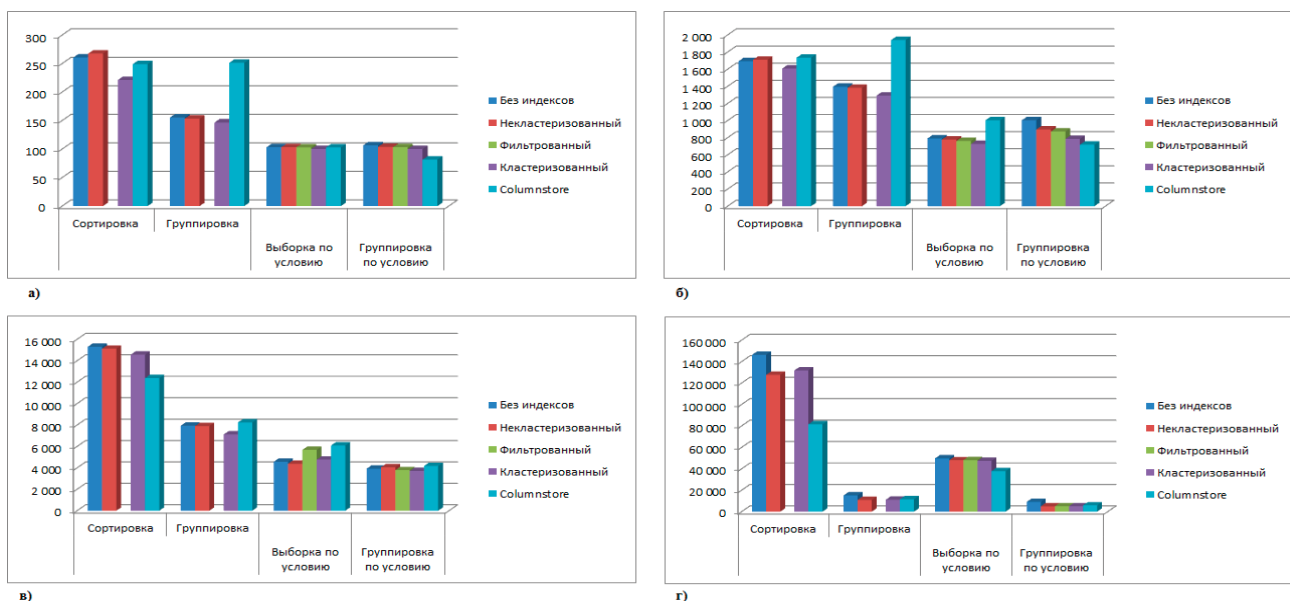 300
250
200
150
100
50
0
Сортировка
Группировка
Выборка по
условию
Группировка
по условию
Без индексов
Некластеризованный
Фильтрованный
Кластеризованный
Columnstore
а)
2 000
1 800
1 600
1 400
1 200
1 000
800
600
400
200
0
Сортировка
Группировка
Выборка по
условию
Группировка
по условию
Без индексов
Некластеризованный
Фильтрованный
Кластеризованный
Columnstore
б)
16 000
14 000
12 000
10 000
8 000
6 000
4 000
2 000
0
Сортировка
Группировка
Выборка по
условию
Группировка
по условию
Без индексов
Некластеризованный
Фильтрованный
Кластеризованный
Columnstore
в)
160 000
140 000
120 000
100 000
80 000
60 000
40 000
20 000
0
Сортировка
Группировка
Выборка по
условию
Группировка
по условию
Без индексов
Некластеризованный
Фильтрованный
Кластеризованный
Columnstore
г)